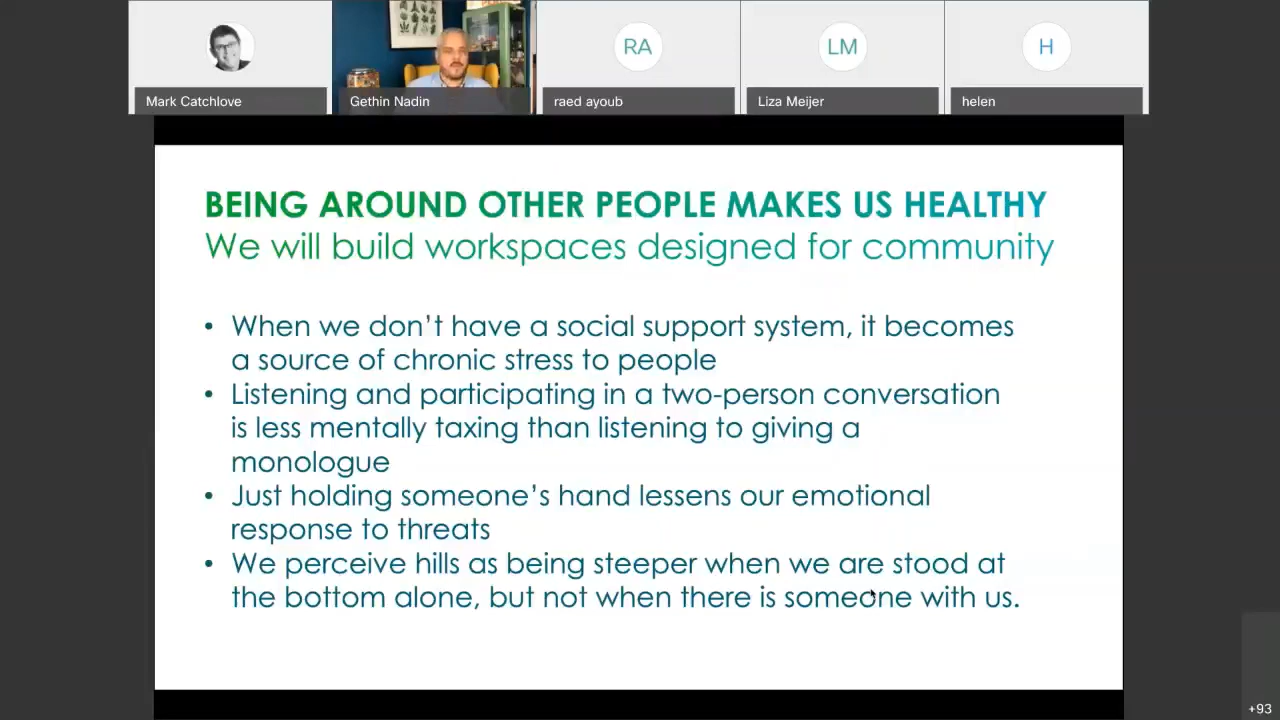 RA
LM
H
Mark Catchlove
Gethin Nadin
raed ayoub
Liza Meijer
helen
BEING AROUND OTHER PEOPLE MAKES US HEALTHY
We will build workspaces designed for community
• When we don't have a social support system, it becomes
a source of chronic stress to people
• Listening and participating in a two-person conversation
is less mentally taxing than listening to giving a
monologue
• Just holding someone's hand lessens our emotional
response to threats
• We perceive hills as being steeper when we are stood at
the bottom alone, but not when there is someone with us.
+93